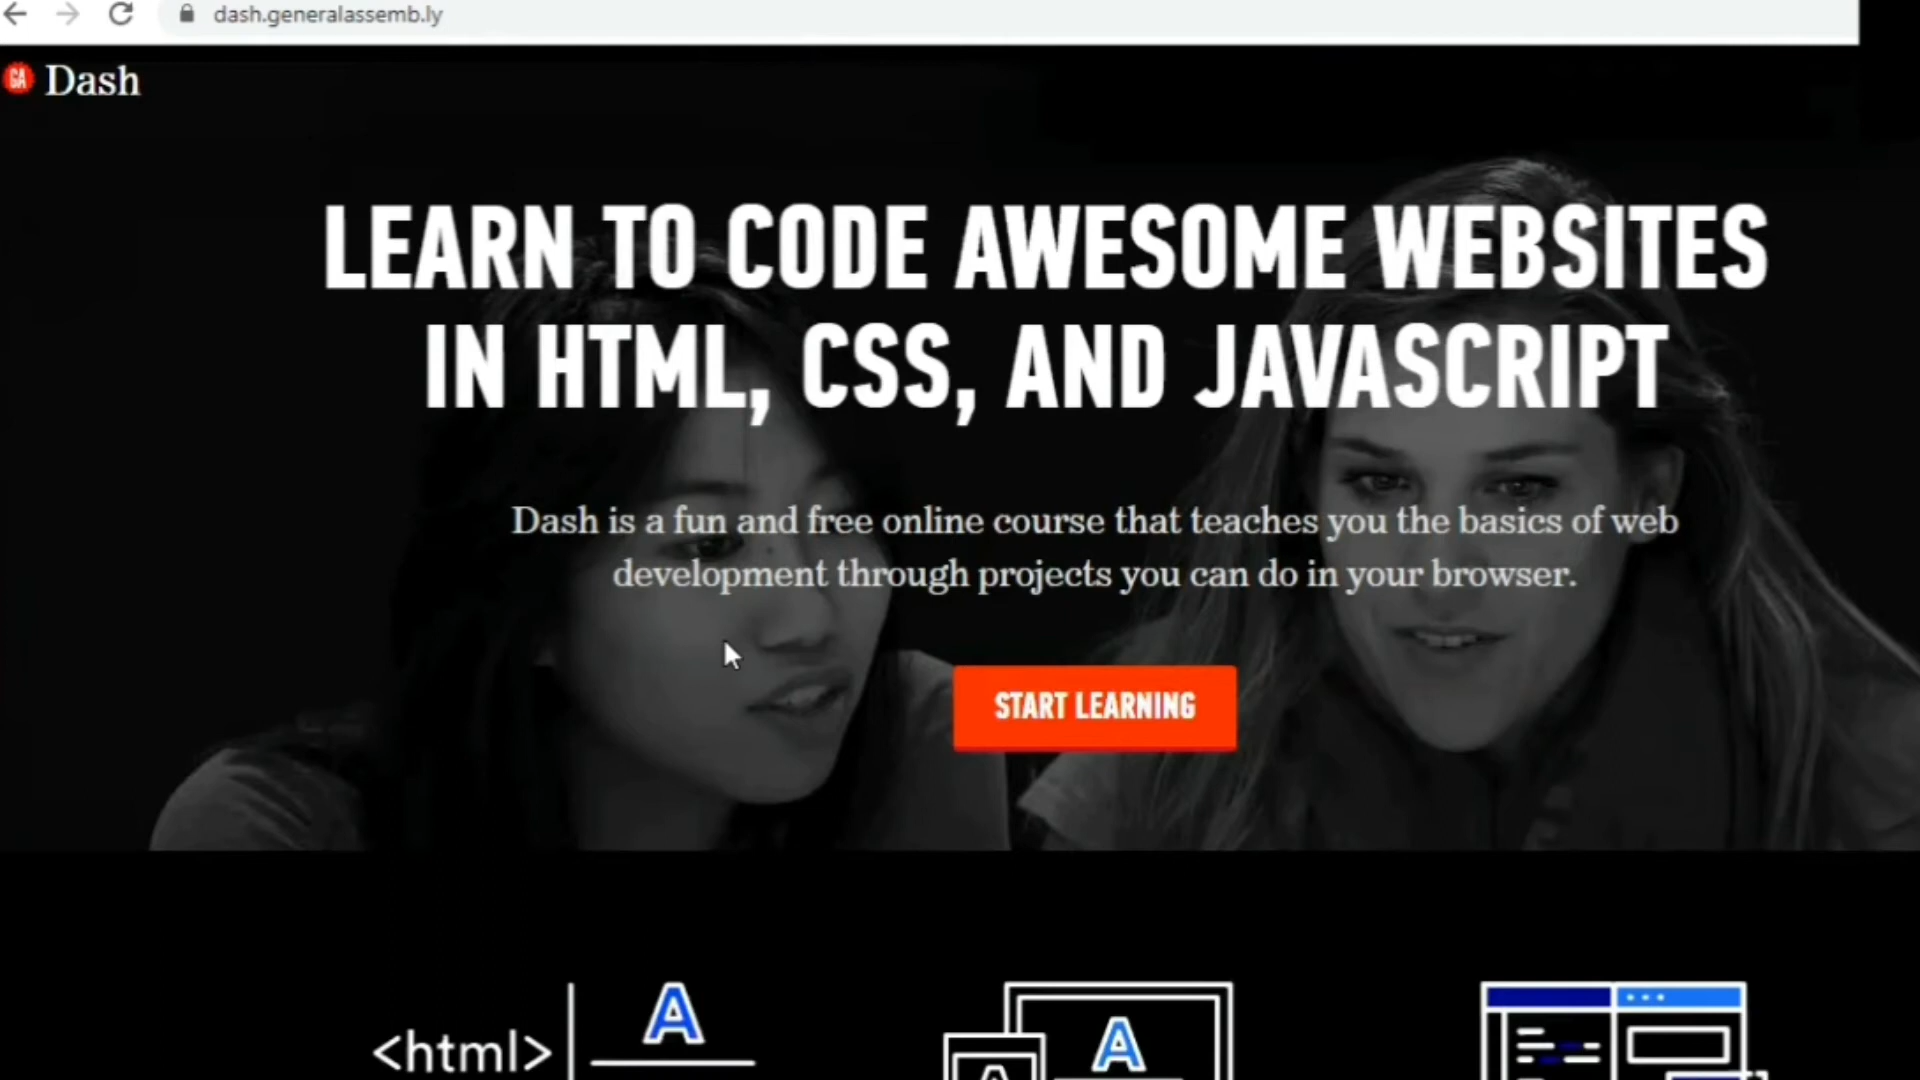 dash.generalassemb.ly
GA Dash
LEARN TO CODE AWESOME WEBSITES
IN HTML, CSS, AND JAVASCRIPT
Dash is a fun and free online course that teaches you the basics of web
development through projects you can do in your browser.
START LEARNING
<html> A
A A